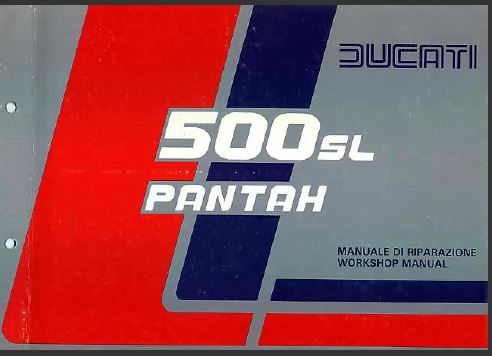 DUCATI
500SL
PANTAH
MANUALE DI RIPARAZIONE
WORKSHOP MANUAL